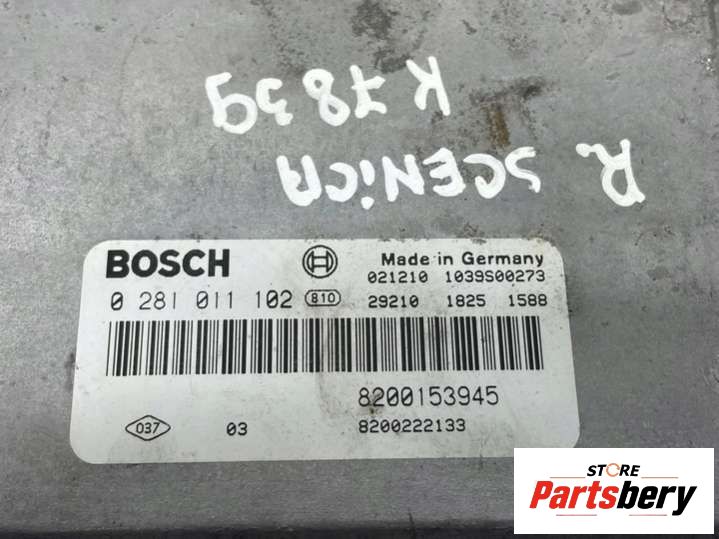 K7839
R. SCENiCA
BOSCH Made in Germany
021210 1039S00273
0 281 011 102 810 29210 1825 1588
8200153945
037 03 8200222133
STORE
Partsbery